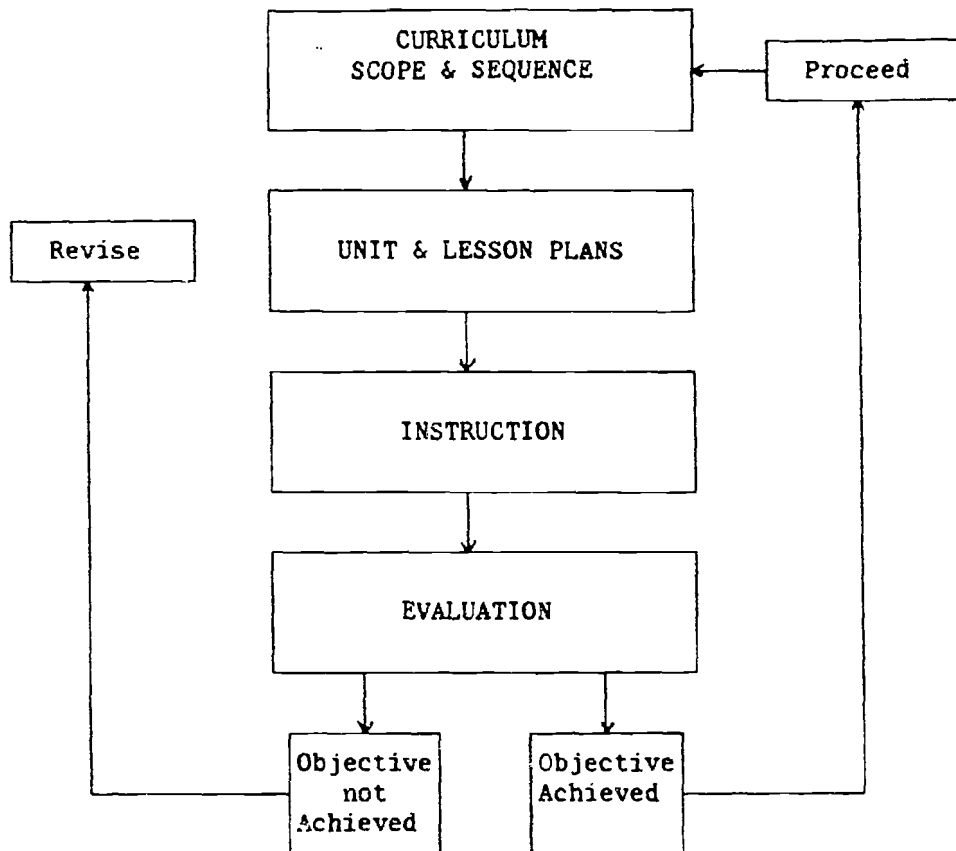 CURRICULUM
SCOPE & SEQUENCE
Proceed
Revise
UNIT & LESSON PLANS
INSTRUCTION
EVALUATION
Objective
not
Achieved
Objective
Achieved